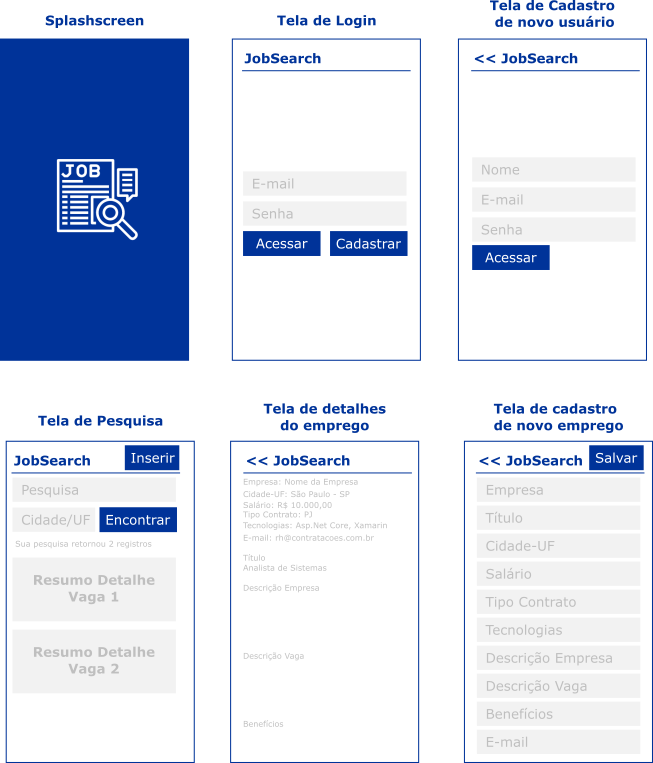 Splashscreen
Tela de Login
Tela de Cadastro
de novo usuário
JOB
JobSearch
E-mail
Senha
Acessar
Cadastrar
<< JobSearch
Nome
E-mail
Senha
Acessar
Tela de Pesquisa
Tela de detalhes
do emprego
Tela de cadastro
de novo emprego
JobSearch
Inserir
Pesquisa
Cidade/UF
Encontrar
Sua pesquisa retornou 2 registros
Resumo Detalhe
Vaga 1
Resumo Detalhe
Vaga 2
<< JobSearch
Empresa: Nome da Empresa
Cidade-UF: São Paulo - SP
Salário: R$ 10.000,00
Tipo Contrato: PJ
Tecnologias: Asp.Net Core, Xamarin
E-mail: rh@contratacoes.com.br
Título
Analista de Sistemas
Descrição Empresa
Descrição Vaga
Benefícios
<< JobSearch
Salvar
Empresa
Título
Cidade-UF
Salário
Tipo Contrato
Tecnologias
Descrição Empresa
Descrição Vaga
Benefícios
E-mail